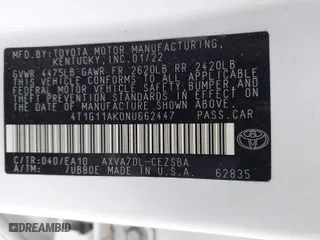 MFD.BY:TOYOTA MOTOR MANUFACTURING,
KENTUCKY,INC.01/22
GVWR 4475LB GAWR FR 2620LB RR 2420LB
THIS VEHICLE CONFORMS TO ALL APPLICABLE
FEDERAL MOTOR VEHICLE SAFETY, BUMPER,
AND THEFT PREVENTION STANDARDS IN
EFFECT ON THE DATE OF MANUFACTURE
SHOWN ABOVE.
4T1G11AK0NU662447 PASS.CAR
C/TR:040/EA10 AXVA70L-CEZSBA
A/TM: /UB80E MADE IN U.S.A.
62835
TOYOTA